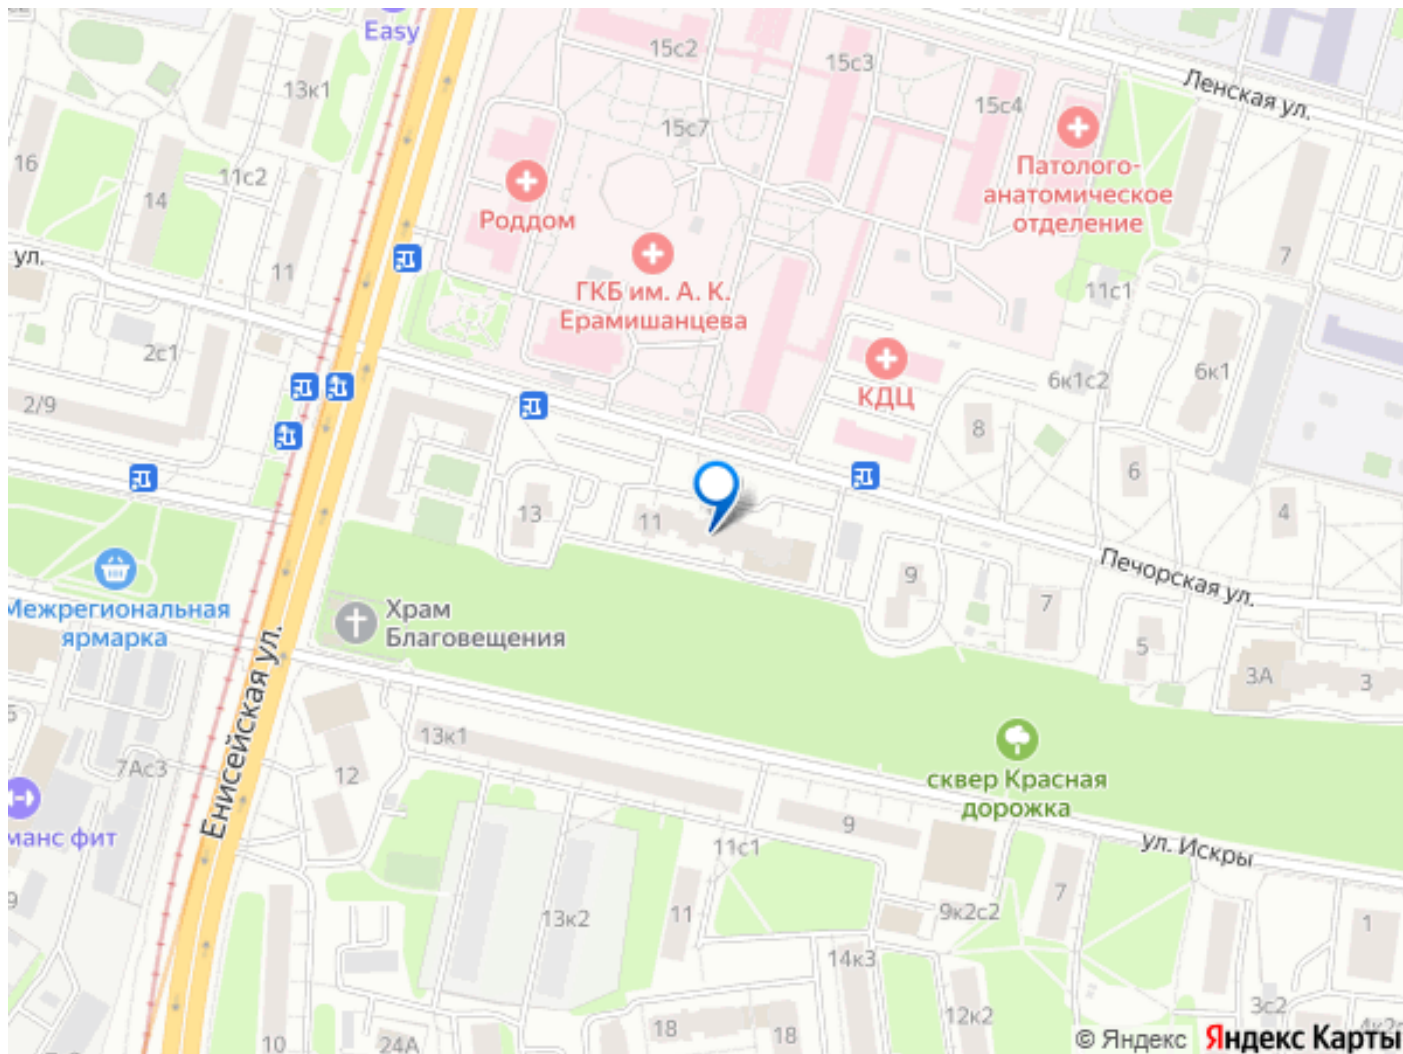 Easy
15с2
15с3
13к1
15с4
Ленская ул.
15с7
16
11с2
Патолого-
анатомическое
отделение
14
Роддом
ул.
11
7
ГКБ им. А. К.
Ерамишанцева
11с1
2с1
6к1с2
6к1
КДЦ
2/9
8
6
13
11
4
Печорская ул.
9
Межрегиональная
ярмарка
Храм
Благовещения
7
5
3А
3
Енисейская ул.
13к1
7Ас3
12
сквер Красная
дорожка
манс фит
9
11с1
ул. Искры
9
7
13к2
11
9к2с2
1
14к3
12к2
3с2
18
18
10
24А
© Яндекс
Яндекс Карты